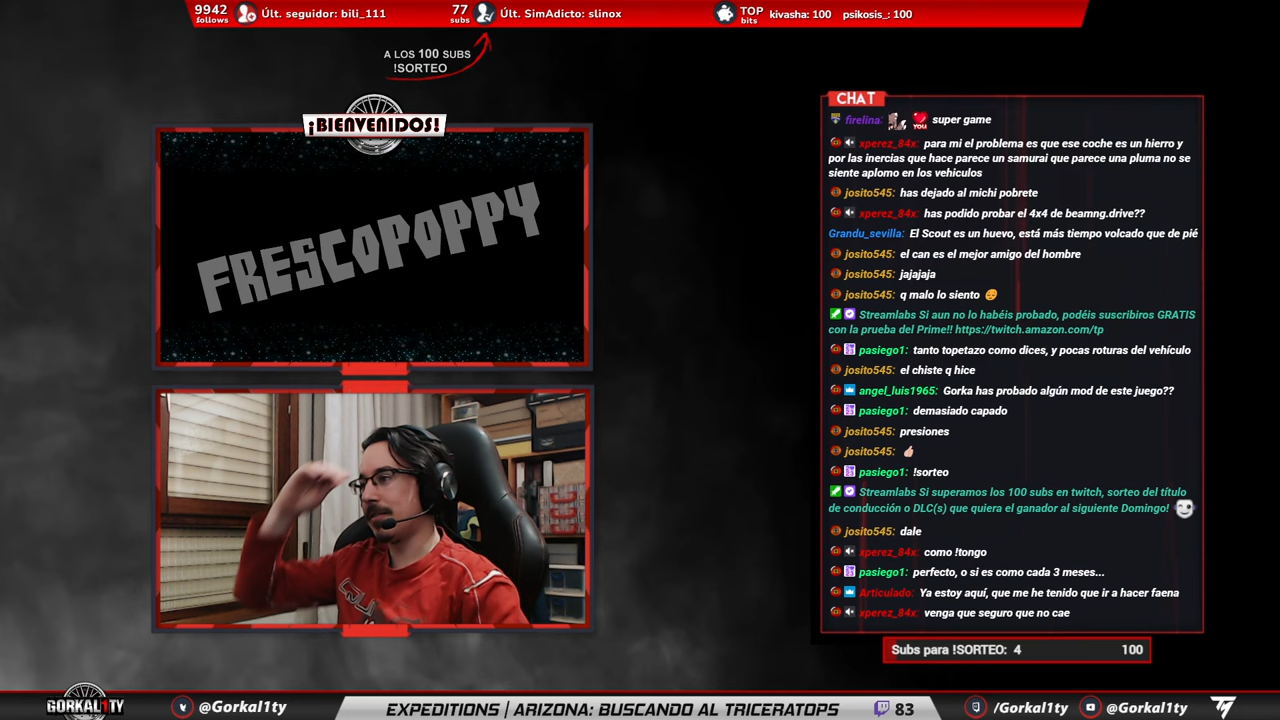 9942
follows
Últ. seguidor: bili_111
77
subs
Últ. SimAdicto: slinox
TOP
bits
kivasha: 100
psikosis_: 100
A LOS 100 SUBS
!SORTEO
¡BIENVENIDOS!
FRESCOPOPPY
CHAT
firelina: YOU super game
xperez_84x: para mi el problema es que ese coche es un hierro y
por las inercias que hace parece un samurai que parece una pluma no se
siente aplomo en los vehiculos
josito545: has dejado al michi pobrete
xperez_84x: has podido probar el 4x4 de beamng.drive??
Grandu_sevilla: El Scout es un huevo, está más tiempo volcado que de pié
josito545: el can es el mejor amigo del hombre
josito545: jajajaja
josito545: q malo lo siento
Streamlabs Si aun no lo habéis probado, podéis suscribiros GRATIS
con la prueba del Prime!! https://twitch.amazon.com/tp
pasiego1: tanto topetazo como dices, y pocas roturas del vehículo
josito545: el chiste q hice
angel_luis1965: Gorka has probado algún mod de este juego??
pasiego1: demasiado capado
josito545: presiones
josito545: 👍
pasiego1: !sorteo
Streamlabs Si superamos los 100 subs en twitch, sorteo del título
de conducción o DLC(s) que quiera el ganador al siguiente Domingo!
josito545: dale
xperez_84x: como !tongo
pasiego1: perfecto, o si es como cada 3 meses...
Articulado: Ya estoy aquí, que me he tenido que ir a hacer faena
xperez_84x: venga que seguro que no cae
Subs para !SORTEO: 4
100
GORKAL1TY
@Gorkal1ty
EXPEDITIONS | ARIZONA: BUSCANDO AL TRICERATOPS
83
/Gorkal1ty
@Gorkal1ty